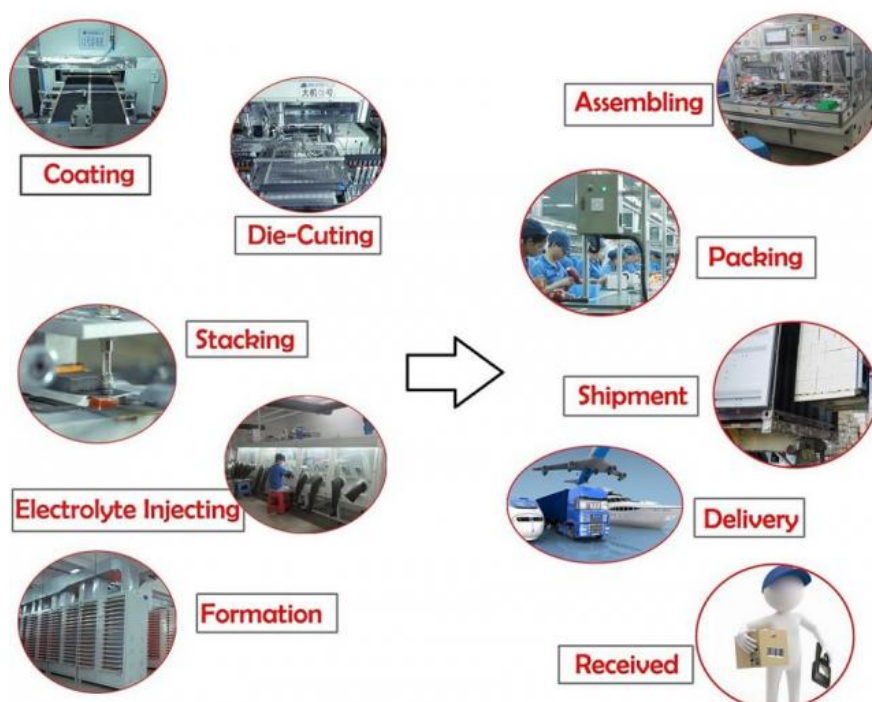 Coating
Die-Cuting
Stacking
Electrolyte Injecting
Formation
Assembling
Packing
Shipment
Delivery
Received